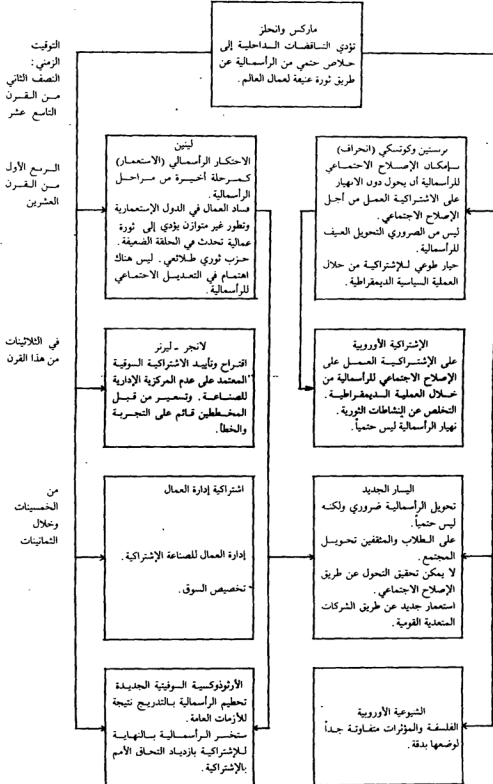 ماركس وانجلز
تؤدي التناقضات الداخلية إلى
خلاص حتمي من الرأسمالية عن
طريق ثورة عنيفة لعمال العالم.
التوقيت
الزمني:
النصف الثاني
من القرن
التاسع عشر
برستين وكوتسكي (انحراف)
بإمكان الإصلاح الاجتماعي
للرأسمالية أن يحول دون الانهيار
على الاشتراكية العمل من أجل
الإصلاح الاجتماعي.
ليس من الضروري التحويل العنيف
للرأسمالية.
خيار طوعي للإشتراكية من خلال
العملية السياسية الديمقراطية.
لينين
الاحتكار الرأسمالي (الاستعمار)
كمرحلة أخيرة من مراحل
الرأسمالية.
فساد العمال في الدول الإستعمارية
وتطور غير متوازن يؤدي إلى ثورة
عمالية تحدث في الحلقة الضعيفة.
حزب ثوري طلائعي. ليس هناك
اهتمام في التعديل الاجتماعي
للرأسمالية.
الربع الأول
من القرن
العشرين
الإشتراكية الأوروبية
على الإشتراكية العمل على
الإصلاح الاجتماعي للرأسمالية من
خلال العملية الديمقراطية.
التخلص عن النشاطات الثورية.
نهيار الرأسمالية ليس حتمياً.
لانجر - ليرنر
اقتراح وتأييد الاشتراكية السوقية
المعتمد على عدم المركزية الإدارية
للصناعة. وتسعير من قبل
المخططين قائم على التجربة
والخطأ.
في الثلاثينات
من هذا القرن
اليسار الجديد
تحويل الرأسمالية ضروري ولكنه
ليس حتمياً.
على الطلاب والمثقفين تحويل
المجتمع.
لا يمكن تحقيق التحول عن طريق
الإصلاح الاجتماعي.
استعمار جديد عن طريق الشركات
المتعدية القومية.
اشتراكية إدارة العمال
إدارة العمال للصناعة الإشتراكية.
تخصيص السوق.
من
الخمسينات
وخلال
الثمانينات
الشيوعية الأوروبية
الفلسفة والمؤثرات متفاوتة جداً
لوضعها بدقة.
الأرثوذوكسية السوفيتية الجديدة
تحطيم الرأسمالية بالتدريج نتيجة
للأزمات العامة.
ستخسر الرأسمالية بالنهاية
للإشتراكية بازدياد التحاق الأمم
بالإشتراكية.